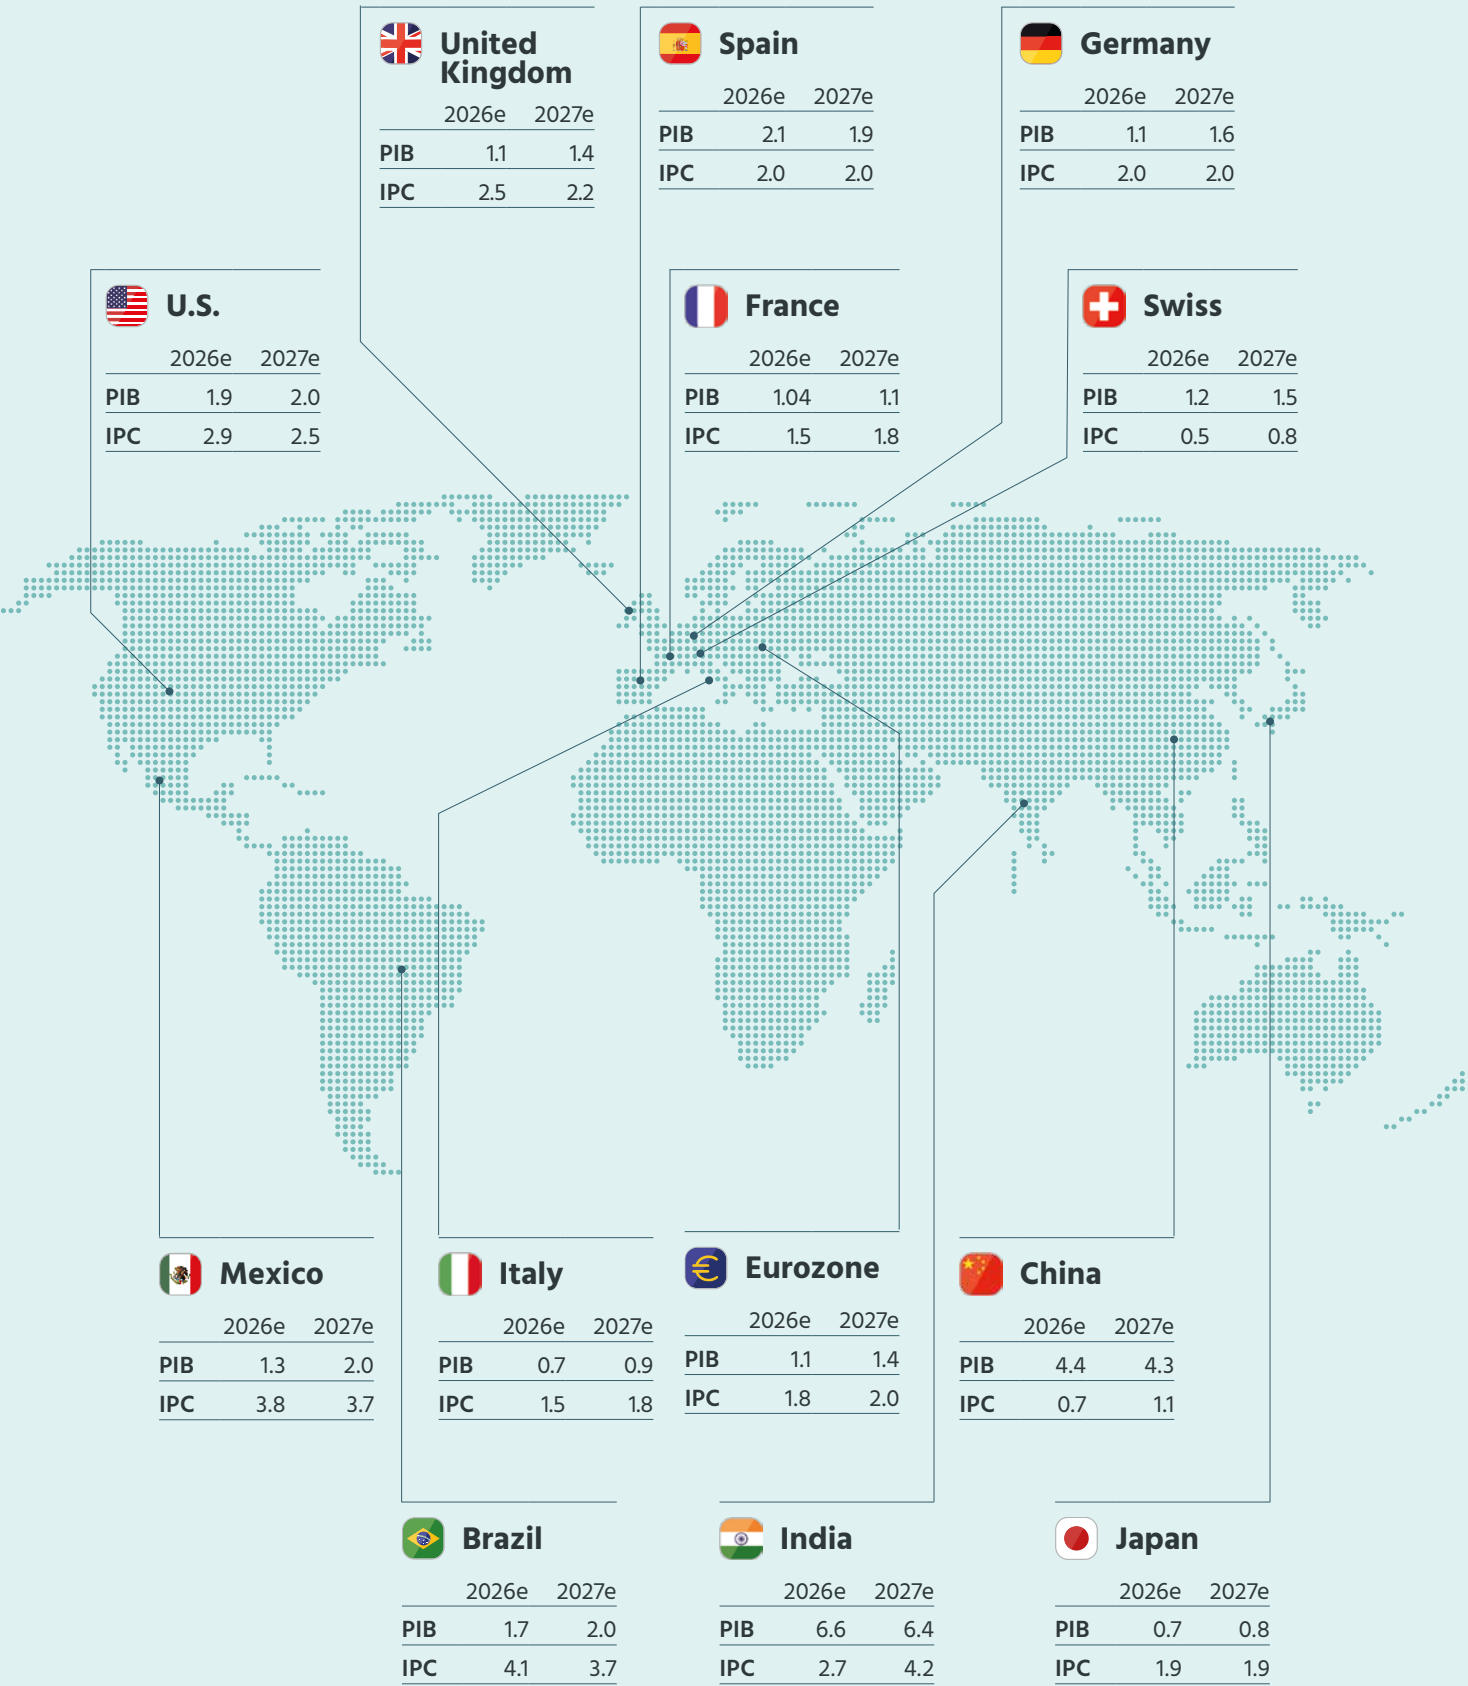 United
Kingdom
2026e 2027e
PIB 1.1 1.4
IPC 2.5 2.2
Spain
2026e 2027e
PIB 2.1 1.9
IPC 2.0 2.0
Germany
2026e 2027e
PIB 1.1 1.6
IPC 2.0 2.0
U.S.
2026e 2027e
PIB 1.9 2.0
IPC 2.9 2.5
France
2026e 2027e
PIB 1.04 1.1
IPC 1.5 1.8
Swiss
2026e 2027e
PIB 1.2 1.5
IPC 0.5 0.8
Mexico
2026e 2027e
PIB 1.3 2.0
IPC 3.8 3.7
Italy
2026e 2027e
PIB 0.7 0.9
IPC 1.5 1.8
€ Eurozone
2026e 2027e
PIB 1.1 1.4
IPC 1.8 2.0
China
2026e 2027e
PIB 4.4 4.3
IPC 0.7 1.1
Brazil
2026e 2027e
PIB 1.7 2.0
IPC 4.1 3.7
India
2026e 2027e
PIB 6.6 6.4
IPC 2.7 4.2
Japan
2026e 2027e
PIB 0.7 0.8
IPC 1.9 1.9